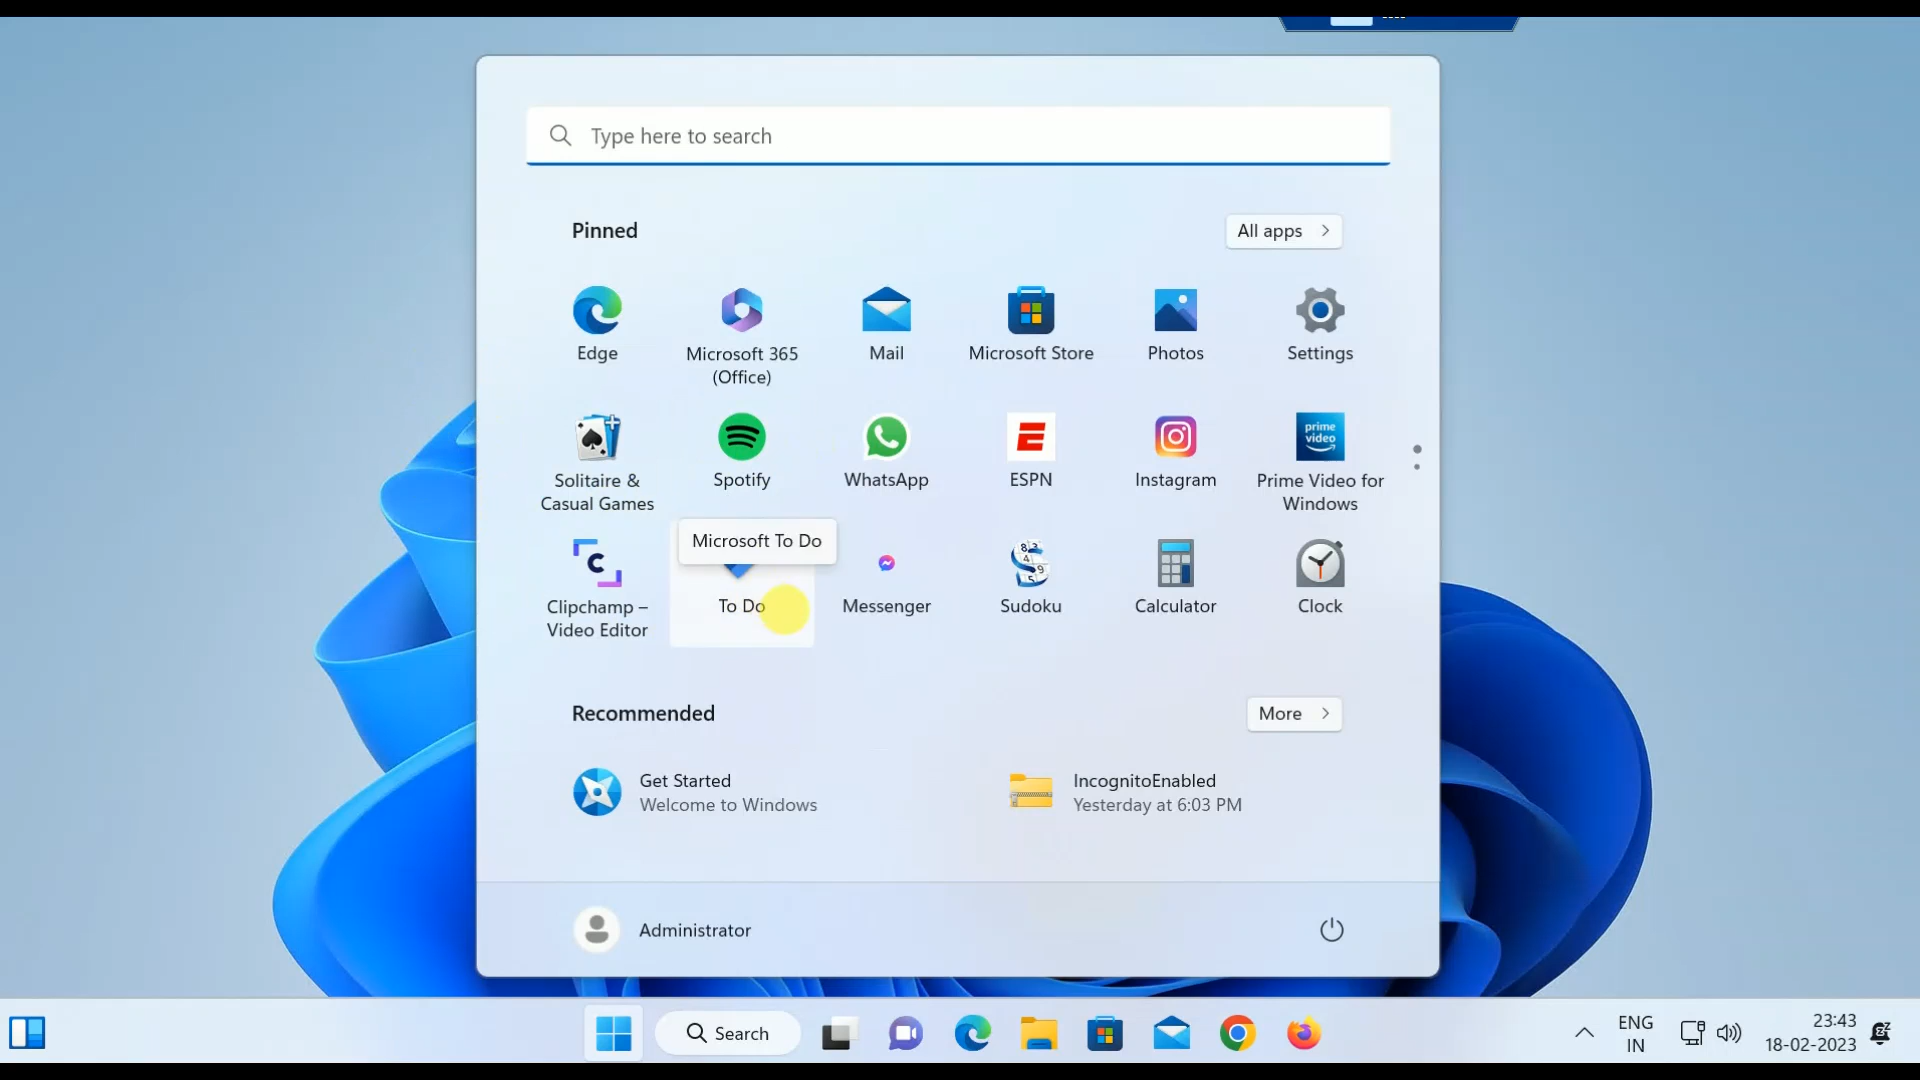 Type here to search
Pinned
All apps
Edge
Microsoft 365
(Office)
Mail
Microsoft Store
Photos
Settings
prime
video
Solitaire &
Casual Games
Spotify
WhatsApp
ESPN
Instagram
Prime Video for
Windows
Microsoft To Do
Clipchamp –
Video Editor
To Do
Messenger
Sudoku
Calculator
Clock
Recommended
More
Get Started
Welcome to Windows
IncognitoEnabled
Yesterday at 6:03 PM
Administrator
Search
ENG
IN
23:43
18-02-2023